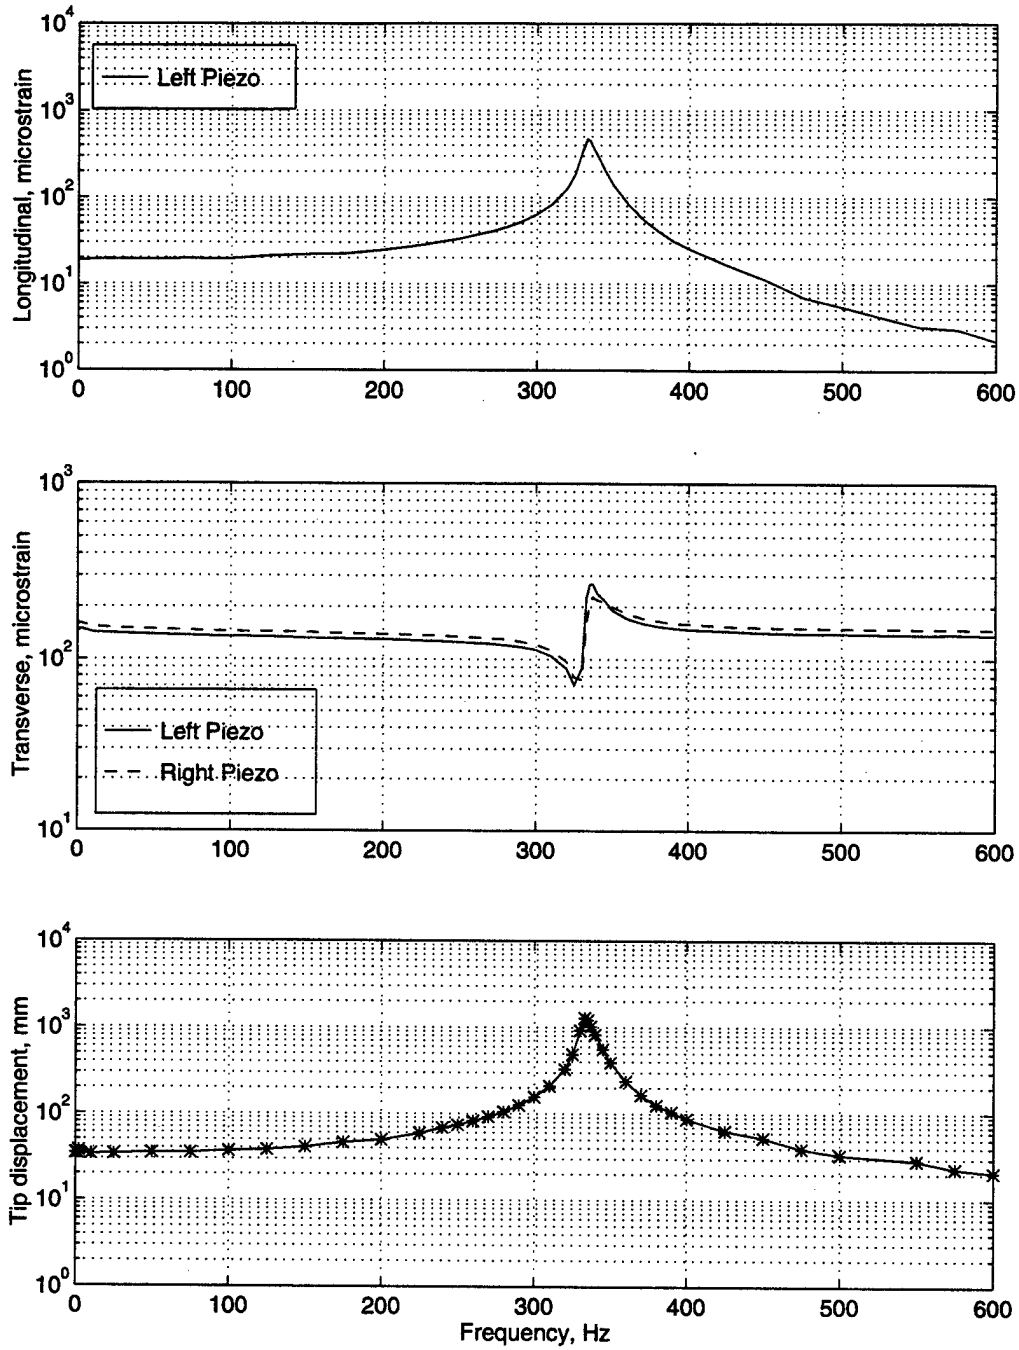 10^4
Left Piezo
10^3
10^2
10^1
10^0
Longitudinal, microstrain
0 100 200 300 400 500 600
10^3
10^2
Left Piezo
Right Piezo
10^1
Transverse, microstrain
0 100 200 300 400 500 600
10^4
10^3
10^2
10^1
10^0
Tip displacement, mm
0 100 200 300 400 500 600
Frequency, Hz